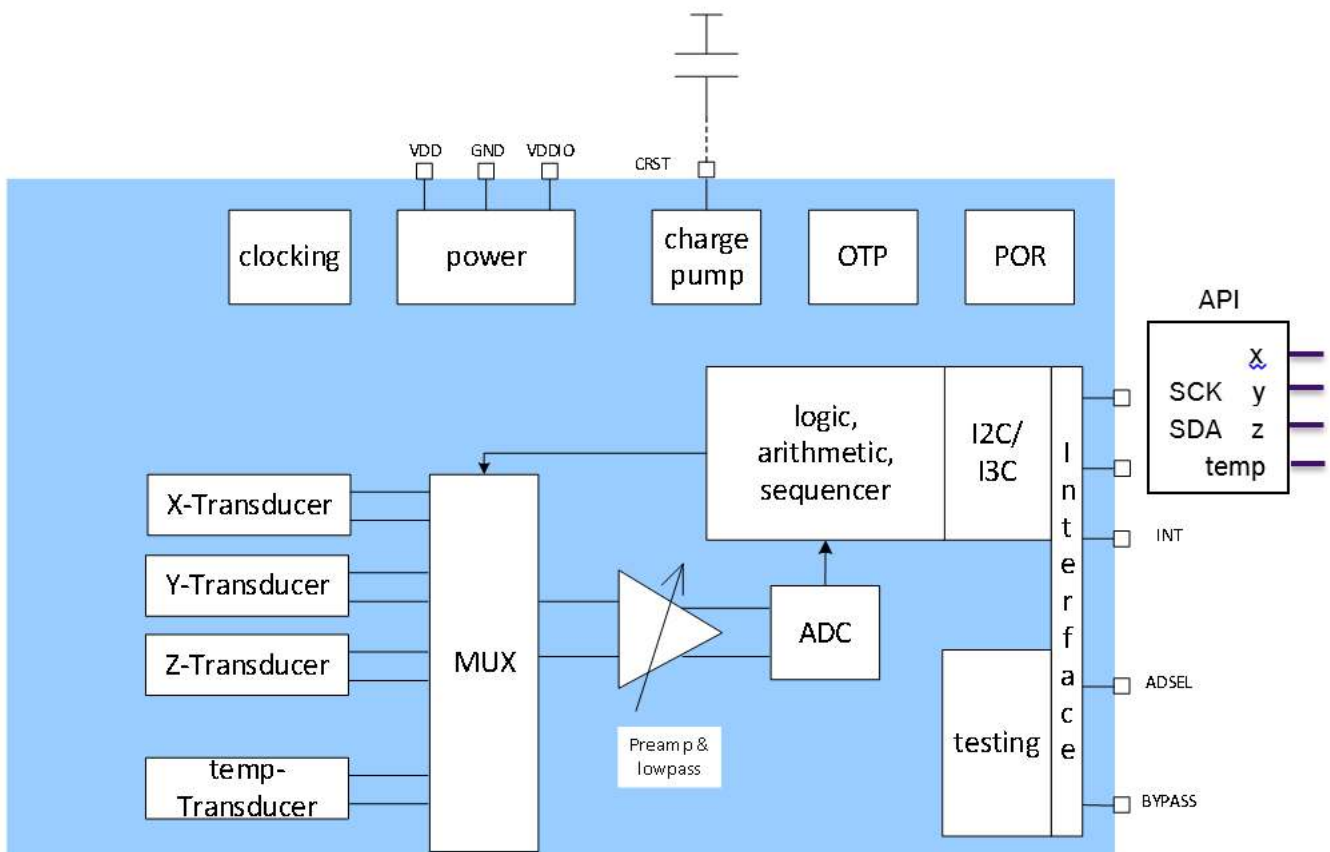 VDD GND VDDIO CRST
clocking
power
charge
pump
OTP
POR
API
x
SCK y
SDA z
temp
logic,
arithmetic,
sequencer
I2C/
I3C
Interface
INT
X-Transducer
Y-Transducer
Z-Transducer
temp-
Transducer
MUX
ADC
Preamp &
lowpass
testing
ADSEL
BYPASS